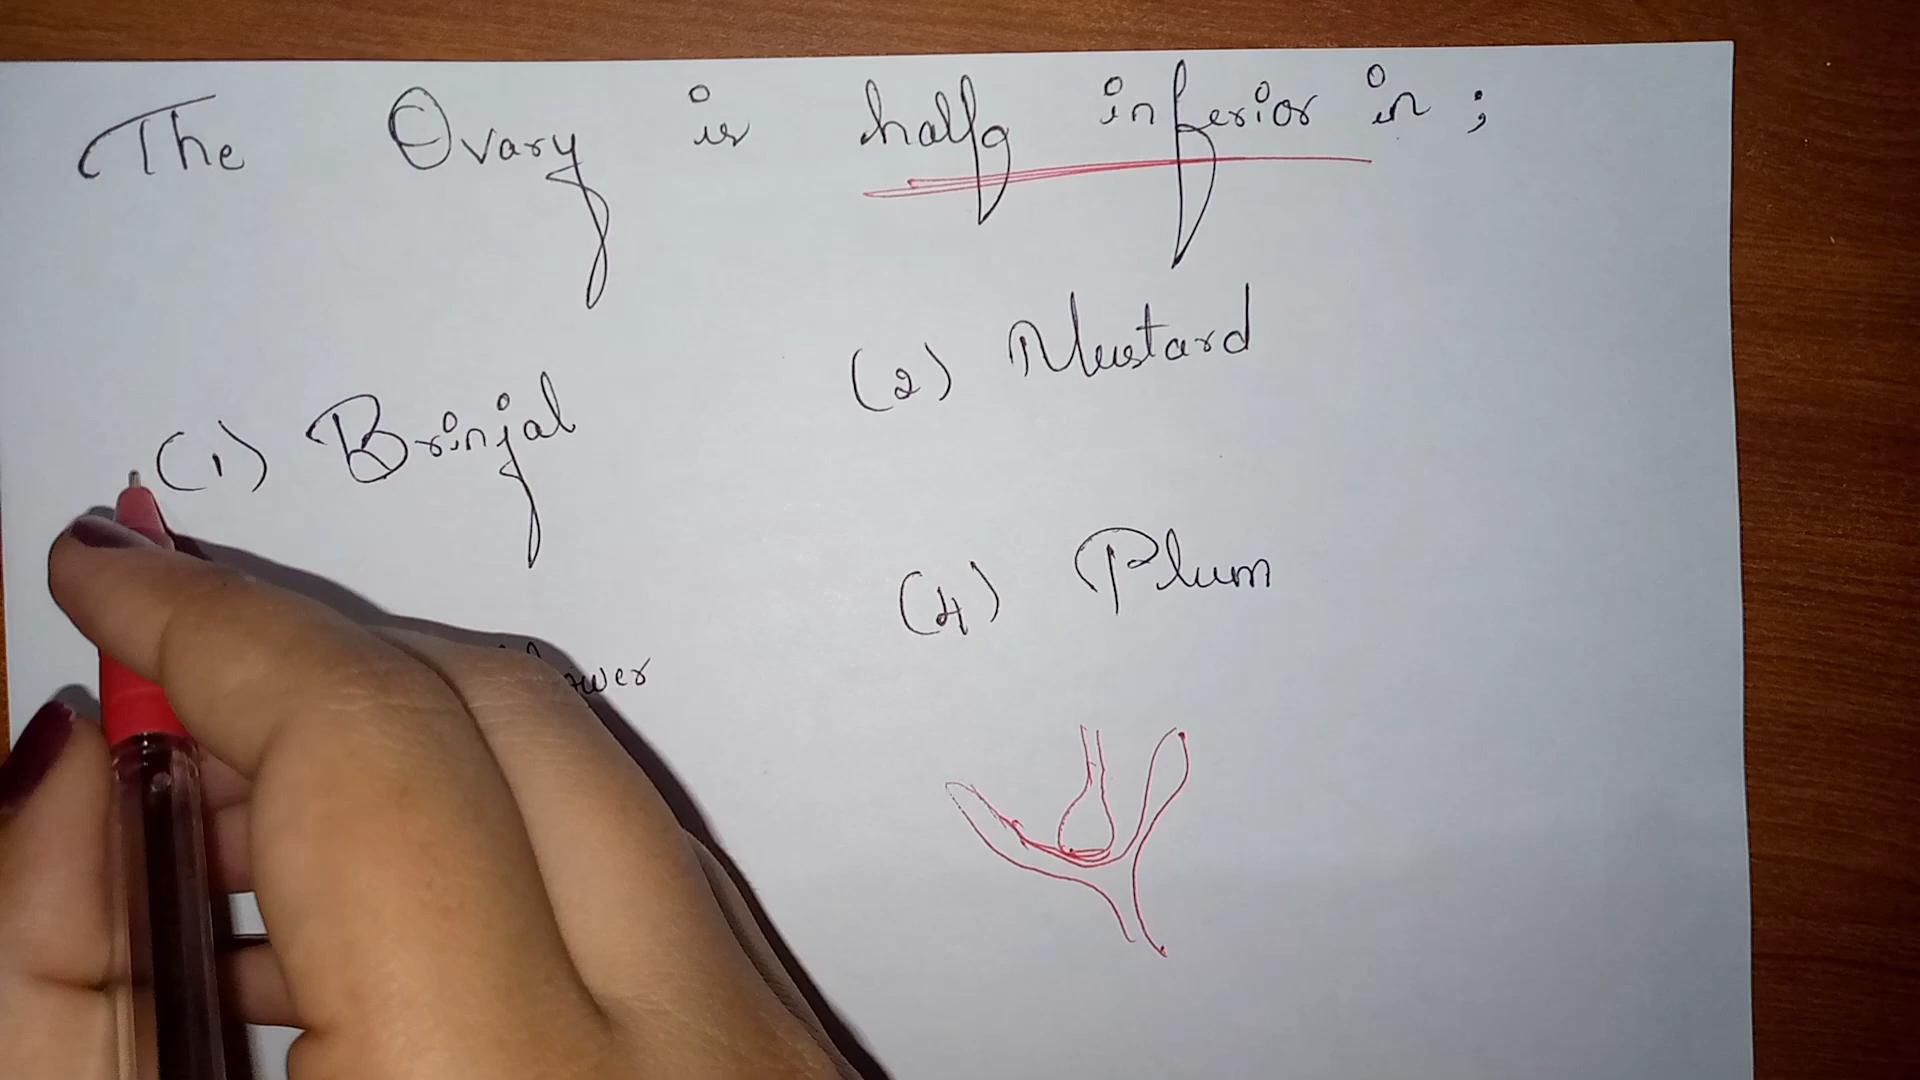 The Ovary is half inferior in ;
(1) Brinjal
(2) Mustard
(4) Plum